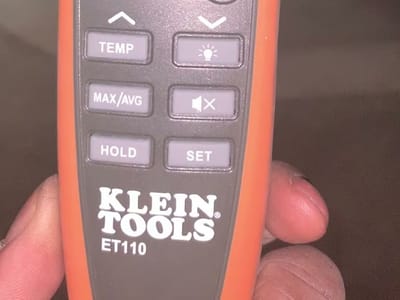 TEMP
MAX/AVG
HOLD SET
KLEIN
TOOLS®
ET110